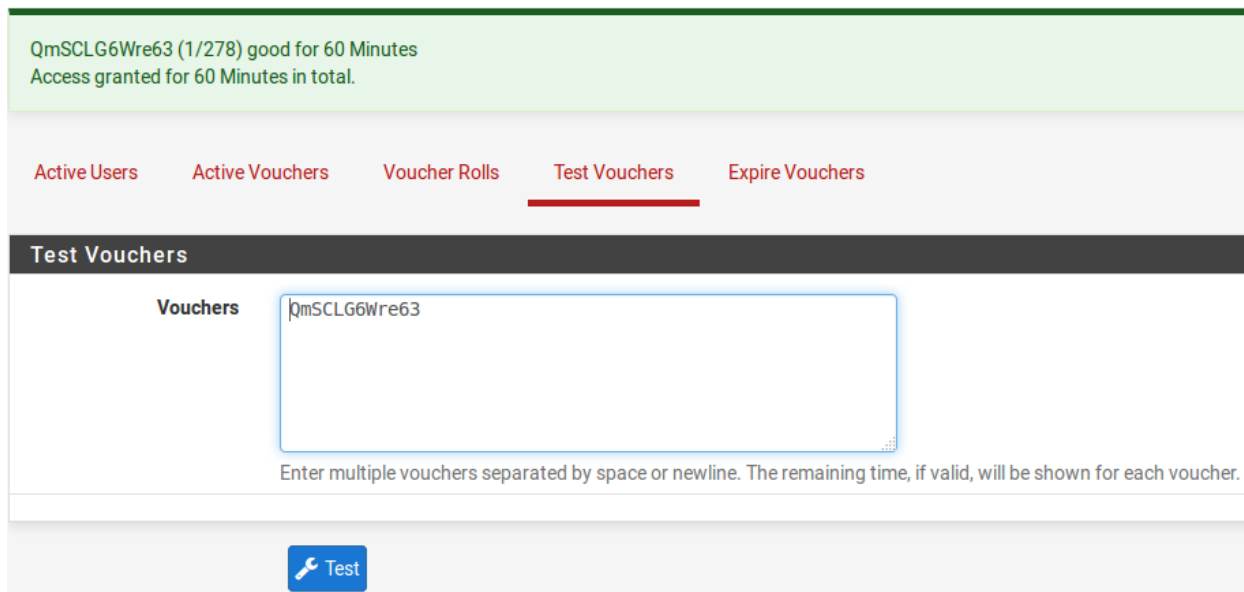 QmSCLG6Wre63 (1/278) good for 60 Minutes
Access granted for 60 Minutes in total.
Active Users Active Vouchers Voucher Rolls Test Vouchers Expire Vouchers
Test Vouchers
Vouchers QmSCLG6Wre63
Enter multiple vouchers separated by space or newline. The remaining time, if valid, will be shown for each voucher.
Test